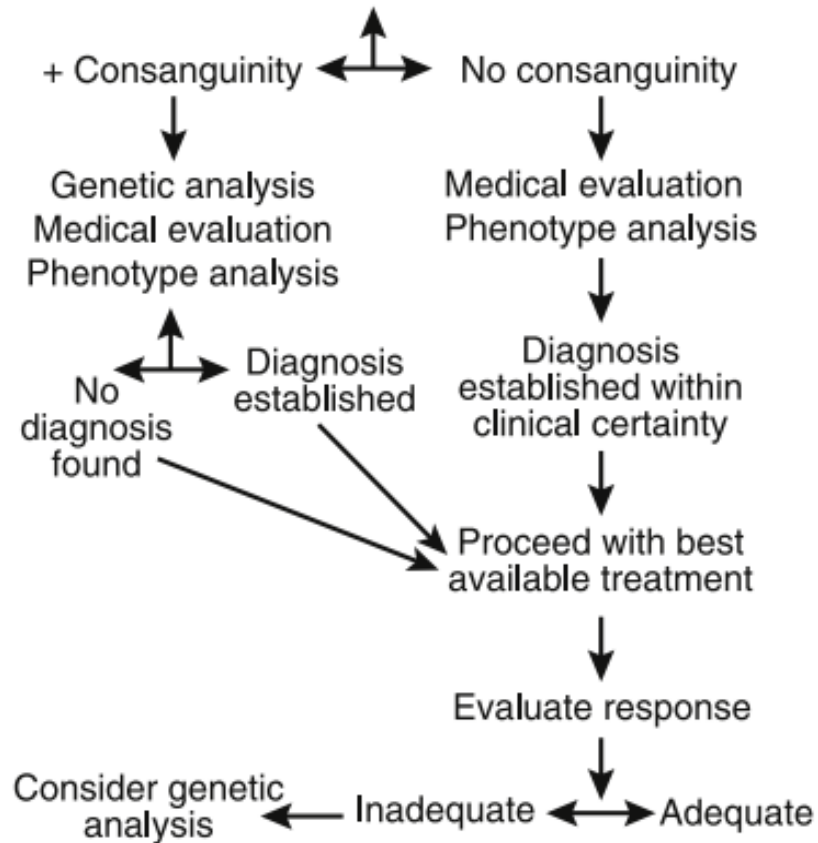 + Consanguinity
No consanguinity
Genetic analysis
Medical evaluation
Phenotype analysis
Medical evaluation
Phenotype analysis
No
diagnosis
found
Diagnosis
established
Diagnosis
established within
clinical certainty
Proceed with best
available treatment
Evaluate response
Consider genetic
analysis
Inadequate
Adequate